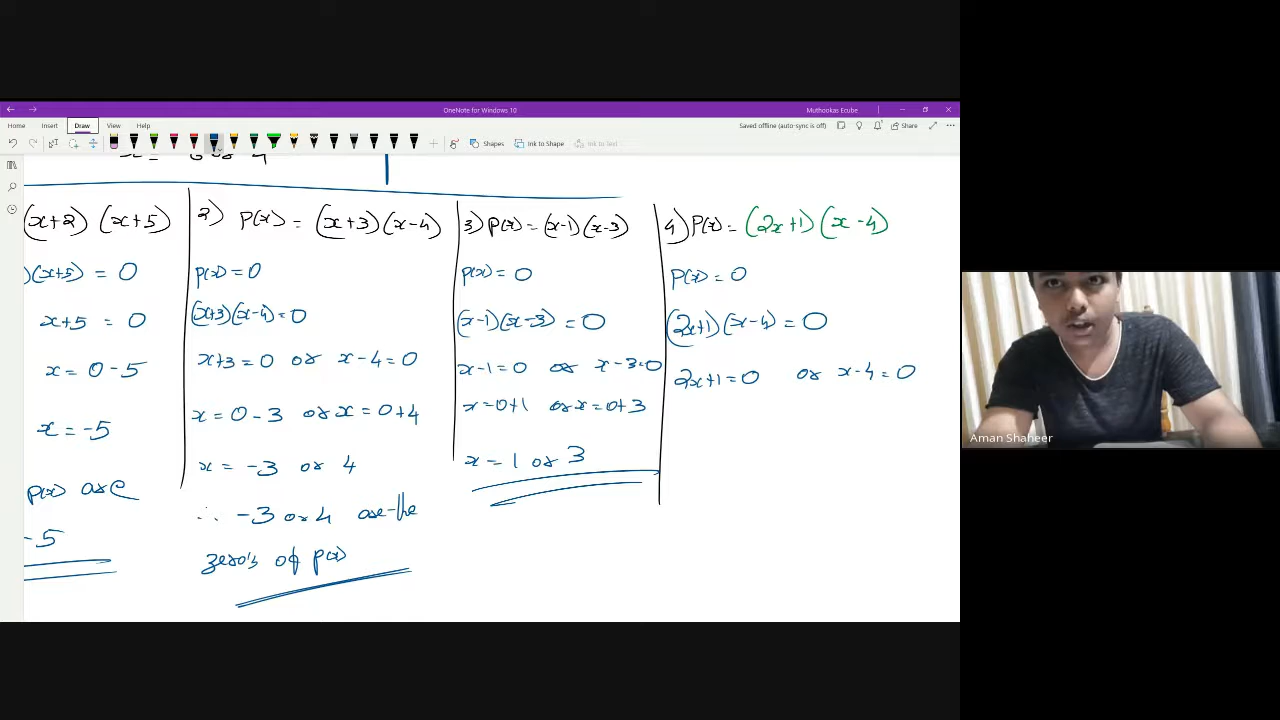 OneNote for Windows 10
Muthookas Ecube
Home Insert Draw View Help
Saved offline (auto-sync is off) Share
Shapes Ink to Shape Ink to Text
(x+2) (x+5)
)(x+5) = 0
x+5 = 0
x = 0-5
x = -5
P(x) are
-5
2) P(x) = (x+3)(x-4)
P(x) = 0
(x+3)(x-4) = 0
x+3 = 0 or x-4 = 0
x = 0-3 or x = 0+4
x = -3 or 4
∴ -3 or 4 are the
zero's of P(x)
3) P(x) = (x-1)(x-3)
P(x) = 0
(x-1)(x-3) = 0
x-1 = 0 or x-3=0
x=0+1 or x=0+3
x = 1 or 3
4) P(x) = (2x+1)(x-4)
P(x) = 0
(2x+1)(x-4) = 0
2x+1 = 0 or x-4 = 0
Aman Shaheer